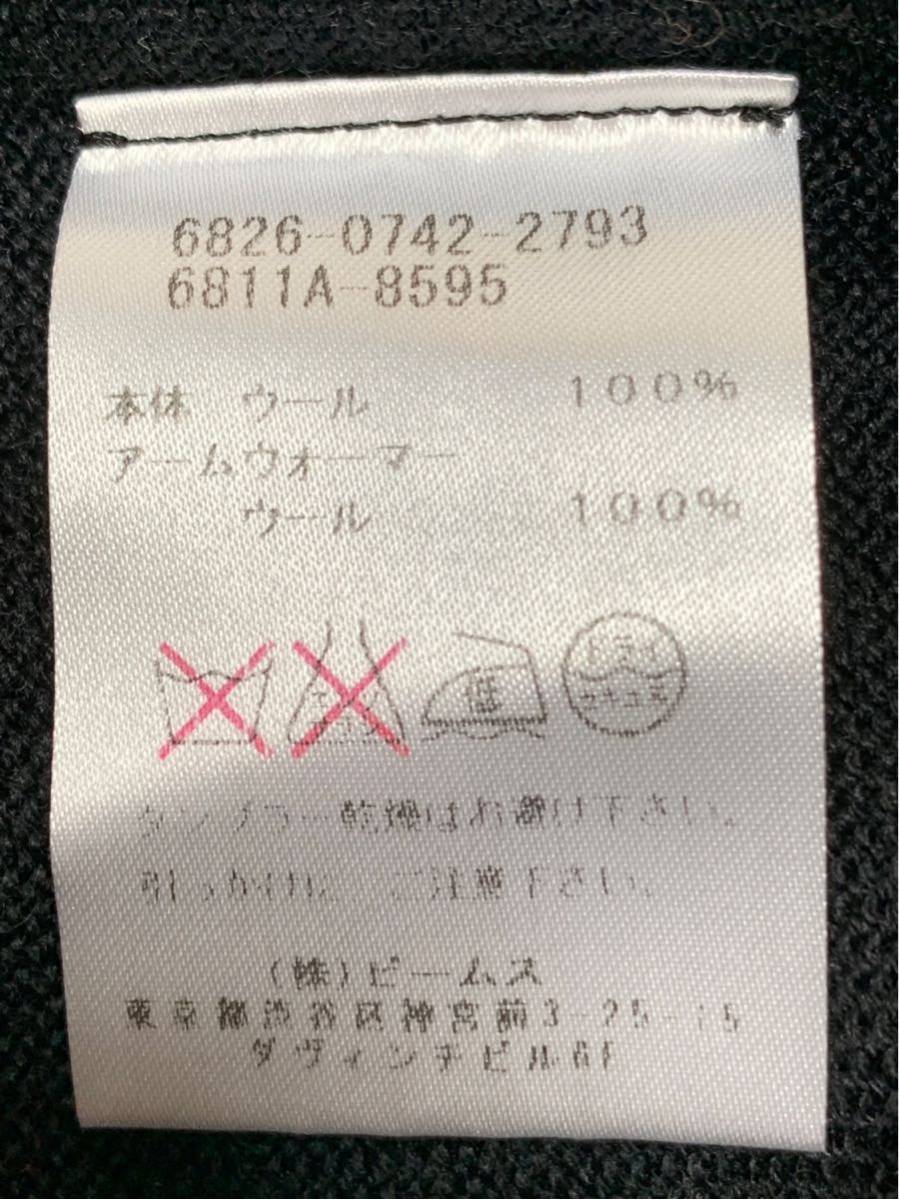 6826-0742-2793
6811A-8595
本体 ウール 100%
アームウォーマー
ウール 100%
低
ドライ
セキユ系
タンブラー乾燥はお避け下さい。
引っかけに、ご注意下さい。
(株)ビームス
東京都渋谷区神宮前3-25-15
ダヴィンチビル6F